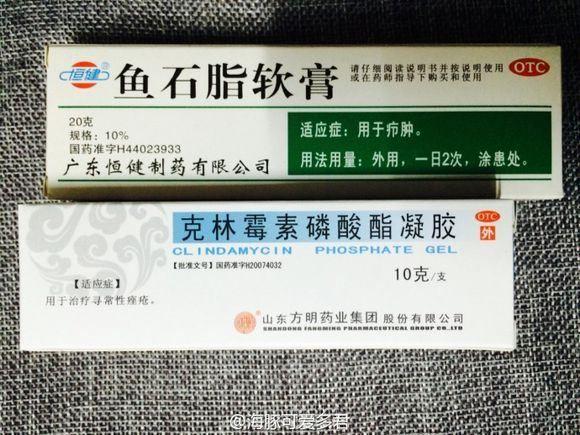 恒健
鱼石脂软膏
请仔细阅读说明书并按说明使用
或在药师指导下购买和使用
OTC
20克
规格：10%
国药准字H44023933
广东恒健制药有限公司
适应症：用于疖肿。
用法用量：外用，一日2次，涂患处。
克林霉素磷酸酯凝胶
CLINDAMYCIN PHOSPHATE GEL
OTC
外
【批准文号】国药准字H20074032
10克/支
【适应症】
用于治疗寻常性痤疮。
山东方明药业集团股份有限公司
SHANDONG FANGMING PHARMACEUTICAL GROUP CO.,LTD
@海豚可爱多君